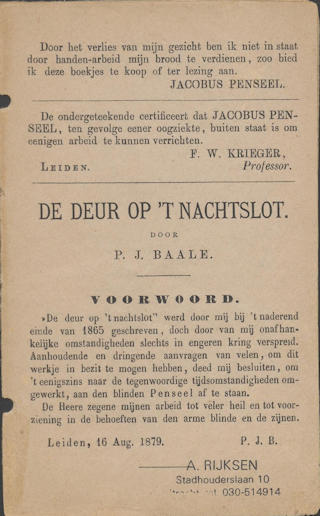 Door het verlies van mijn gezicht ben ik niet in staat
door handen-arbeid mijn brood te verdienen, zoo bied
ik deze boekjes te koop of ter lezing aan.
JACOBUS PENSEEL.
De ondergeteekende certificeert dat JACOBUS PEN-
SEEL, ten gevolge eener oogziekte, buiten staat is om
eenigen arbeid te kunnen verrichten.
F. W. KRIEGER,
LEIDEN. Professor.
DE DEUR OP 'T NACHTSLOT.
DOOR
P. J. BAALE.
VOORWOORD.
»De deur op 't nachtslot" werd door mij bij 't naderend
einde van 1865 geschreven, doch door van mij onafhan-
kelijke omstandigheden slechts in engeren kring verspreid.
Aanhoudende en dringende aanvragen van velen, om dit
werkje in bezit te mogen hebben, deed mij besluiten, om
't eenigszins naar de tegenwoordige tijdsomstandigheden om-
gewerkt, aan den blinden Penseel af te staan.
De Heere zegene mijnen arbeid tot véler heil en tot voor-
ziening in de behoeften van den arme blinde en de zijnen.
Leiden, 16 Aug. 1879. P. J. B.
A. RIJKSEN
Stadhouderslaan 10
030-514914